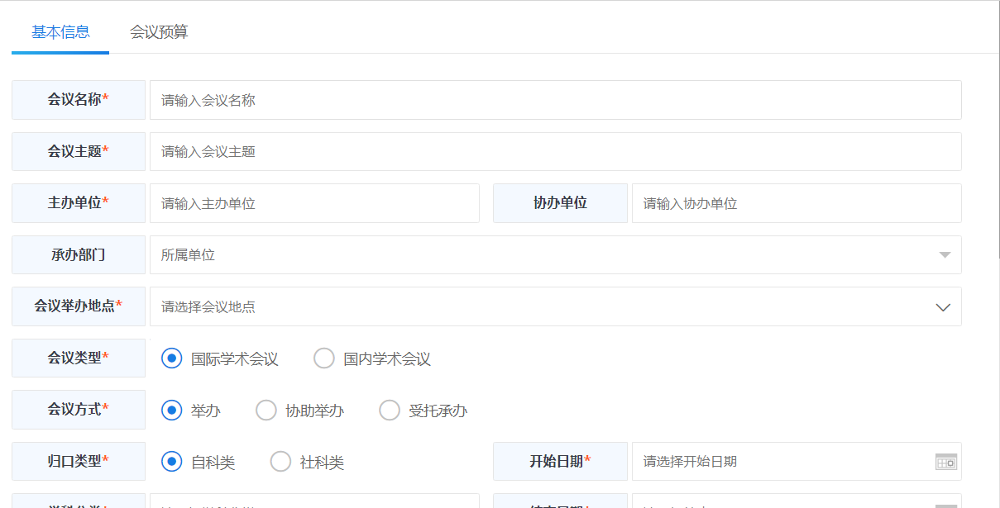 基本信息 会议预算
会议名称* 请输入会议名称
会议主题* 请输入会议主题
主办单位* 请输入主办单位 协办单位 请输入协办单位
承办部门 所属单位
会议举办地点* 请选择会议地点
会议类型* 国际学术会议 国内学术会议
会议方式* 举办 协助举办 受托承办
归口类型* 自科类 社科类 开始日期* 请选择开始日期